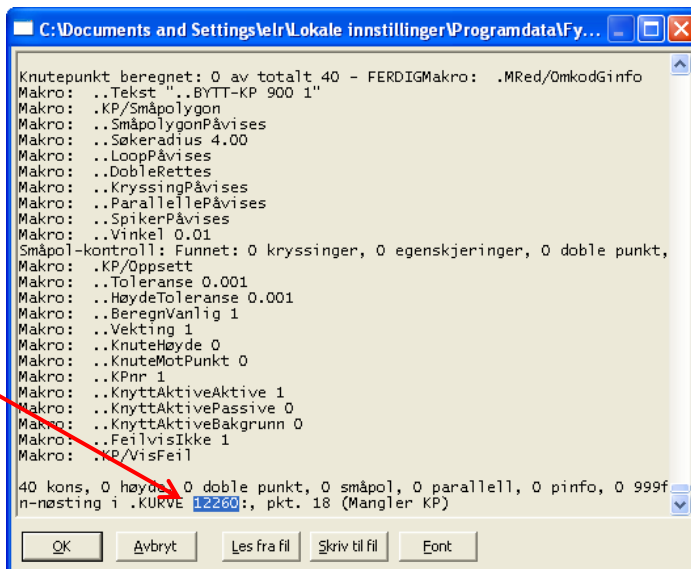 C:\Documents and Settings\elr\Lokale innstillinger\Programdata\Fy...
Knutepunkt beregnet: 0 av totalt 40 - FERDIGMakro:  .MRed/OmkodGinfo
Makro:  ..Tekst "..BYTT-KP 900 1"
Makro:  .KP/Småpolygon
Makro:  ..SmåpolygonPåvises
Makro:  ..Søkeradius 4.00
Makro:  ..LoopPåvises
Makro:  ..DobleRettes
Makro:  ..KryssingPåvises
Makro:  ..ParallellePåvises
Makro:  ..SpikerPåvises
Makro:  ..Vinkel 0.01
Småpol-kontroll: Funnet: 0 kryssinger, 0 egenskjeringer, 0 doble punkt,
Makro:  .KP/Oppsett
Makro:  ..Toleranse 0.001
Makro:  ..HøydeToleranse 0.001
Makro:  ..BeregnVanlig 1
Makro:  ..Vekting 1
Makro:  ..KnuteHøyde 0
Makro:  ..KnuteMotPunkt 0
Makro:  ..KPnr 1
Makro:  ..KnyttAktiveAktive 1
Makro:  ..KnyttAktivePassive 0
Makro:  ..KnyttAktiveBakgrunn 0
Makro:  ..FeilvisIkke 1
Makro:  .KP/VisFeil
40 kons, 0 høyde, 0 doble punkt, 0 småpol, 0 parallell, 0 pinfo, 0 999f
n-nøsting i .KURVE 12260:, pkt. 18 (Mangler KP)
OK Avbryt Les fra fil Skriv til fil Font